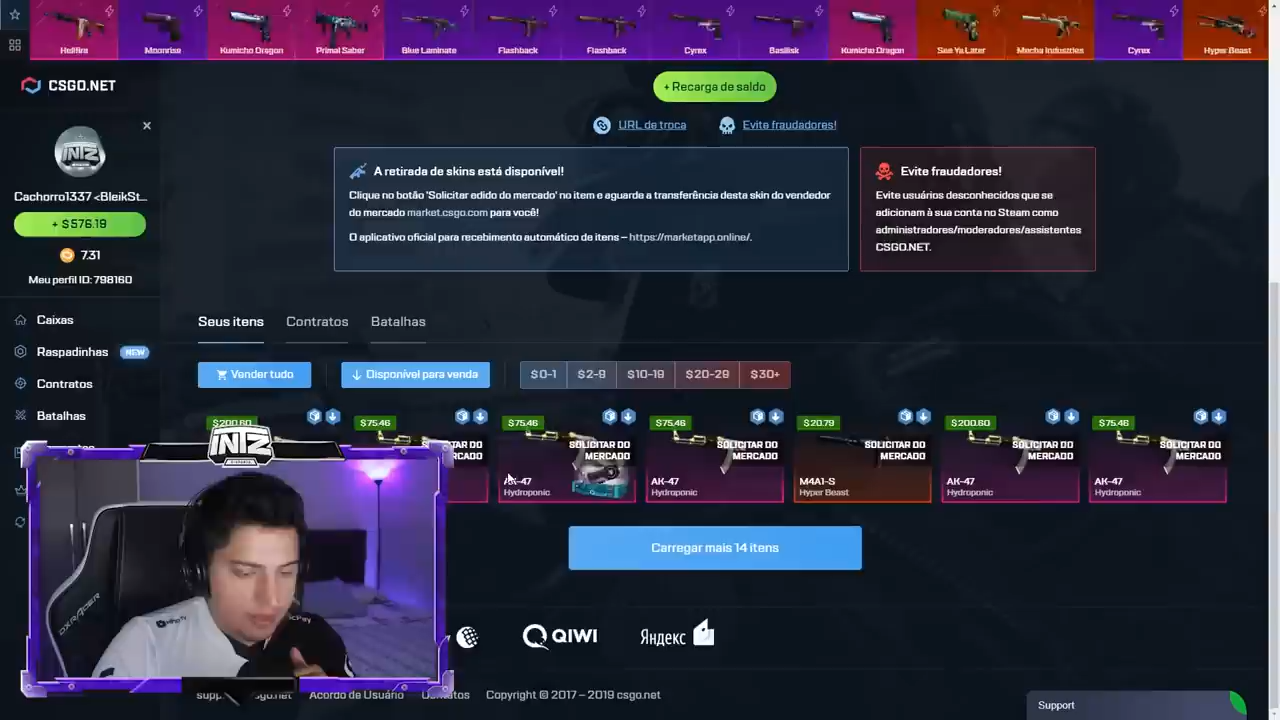 Hellfire
Moonrise
Kumicho Dragon
Primal Saber
Blue Laminate
Flashback
Flashback
Cyrex
Basilisk
Kumicho Dragon
See Ya Later
Mecha Industries
Cyrex
Hyper Beast
CSGO.NET
+ Recarga de saldo
URL de troca
Evite fraudadores!
A retirada de skins está disponível!
Clique no botão 'Solicitar edido do mercado' no item e aguarde a transferência desta skin do vendedor
do mercado market.csgo.com para você!
O aplicativo oficial para recebimento automático de itens – https://marketapp.online/.
Evite fraudadores!
Evite usuários desconhecidos que se
adicionam à sua conta no Steam como
administradores/moderadores/assistentes
CSGO.NET.
INTZ
Cachorro1337 <BleikSt...
+ $576.19
7.31
Meu perfil ID: 798160
Caixas
Raspadinhas NEW
Contratos
Batalhas
Seus itens
Contratos
Batalhas
Vender tudo
Disponível para venda
$0-1
$2-9
$10-19
$20-29
$30+
$200.60
$75.46
SOLICITAR DO
MERCADO
$75.46
SOLICITAR DO
MERCADO
AK-47
Hydroponic
$75.46
SOLICITAR DO
MERCADO
AK-47
Hydroponic
$20.79
SOLICITAR DO
MERCADO
M4A1-S
Hyper Beast
$200.60
SOLICITAR DO
MERCADO
AK-47
Hydroponic
$75.46
SOLICITAR DO
MERCADO
AK-47
Hydroponic
Carregar mais 14 itens
INTZ
DXRACER
QIWI
Яндекс
Acordo de Usuário
Copyright © 2017 – 2019 csgo.net
Support